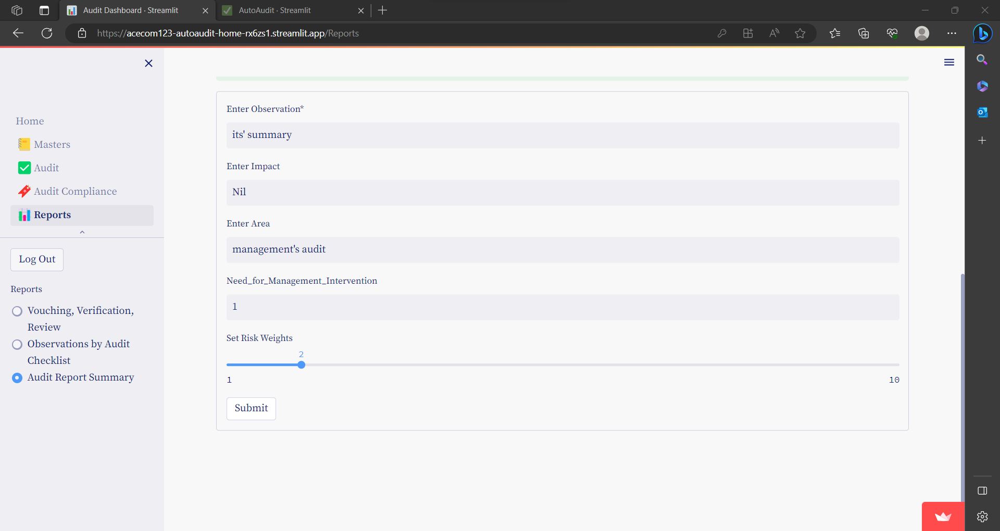 Audit Dashboard · Streamlit
AutoAudit · Streamlit
https://acecom123-autoaudit-home-rx6zs1.streamlit.app/Reports
Home
Masters
Audit
Audit Compliance
Reports
Log Out
Reports
Vouching, Verification,
Review
Observations by Audit
Checklist
Audit Report Summary
Enter Observation*
its' summary
Enter Impact
Nil
Enter Area
management's audit
Need_for_Management_Intervention
1
Set Risk Weights
2
1
10
Submit